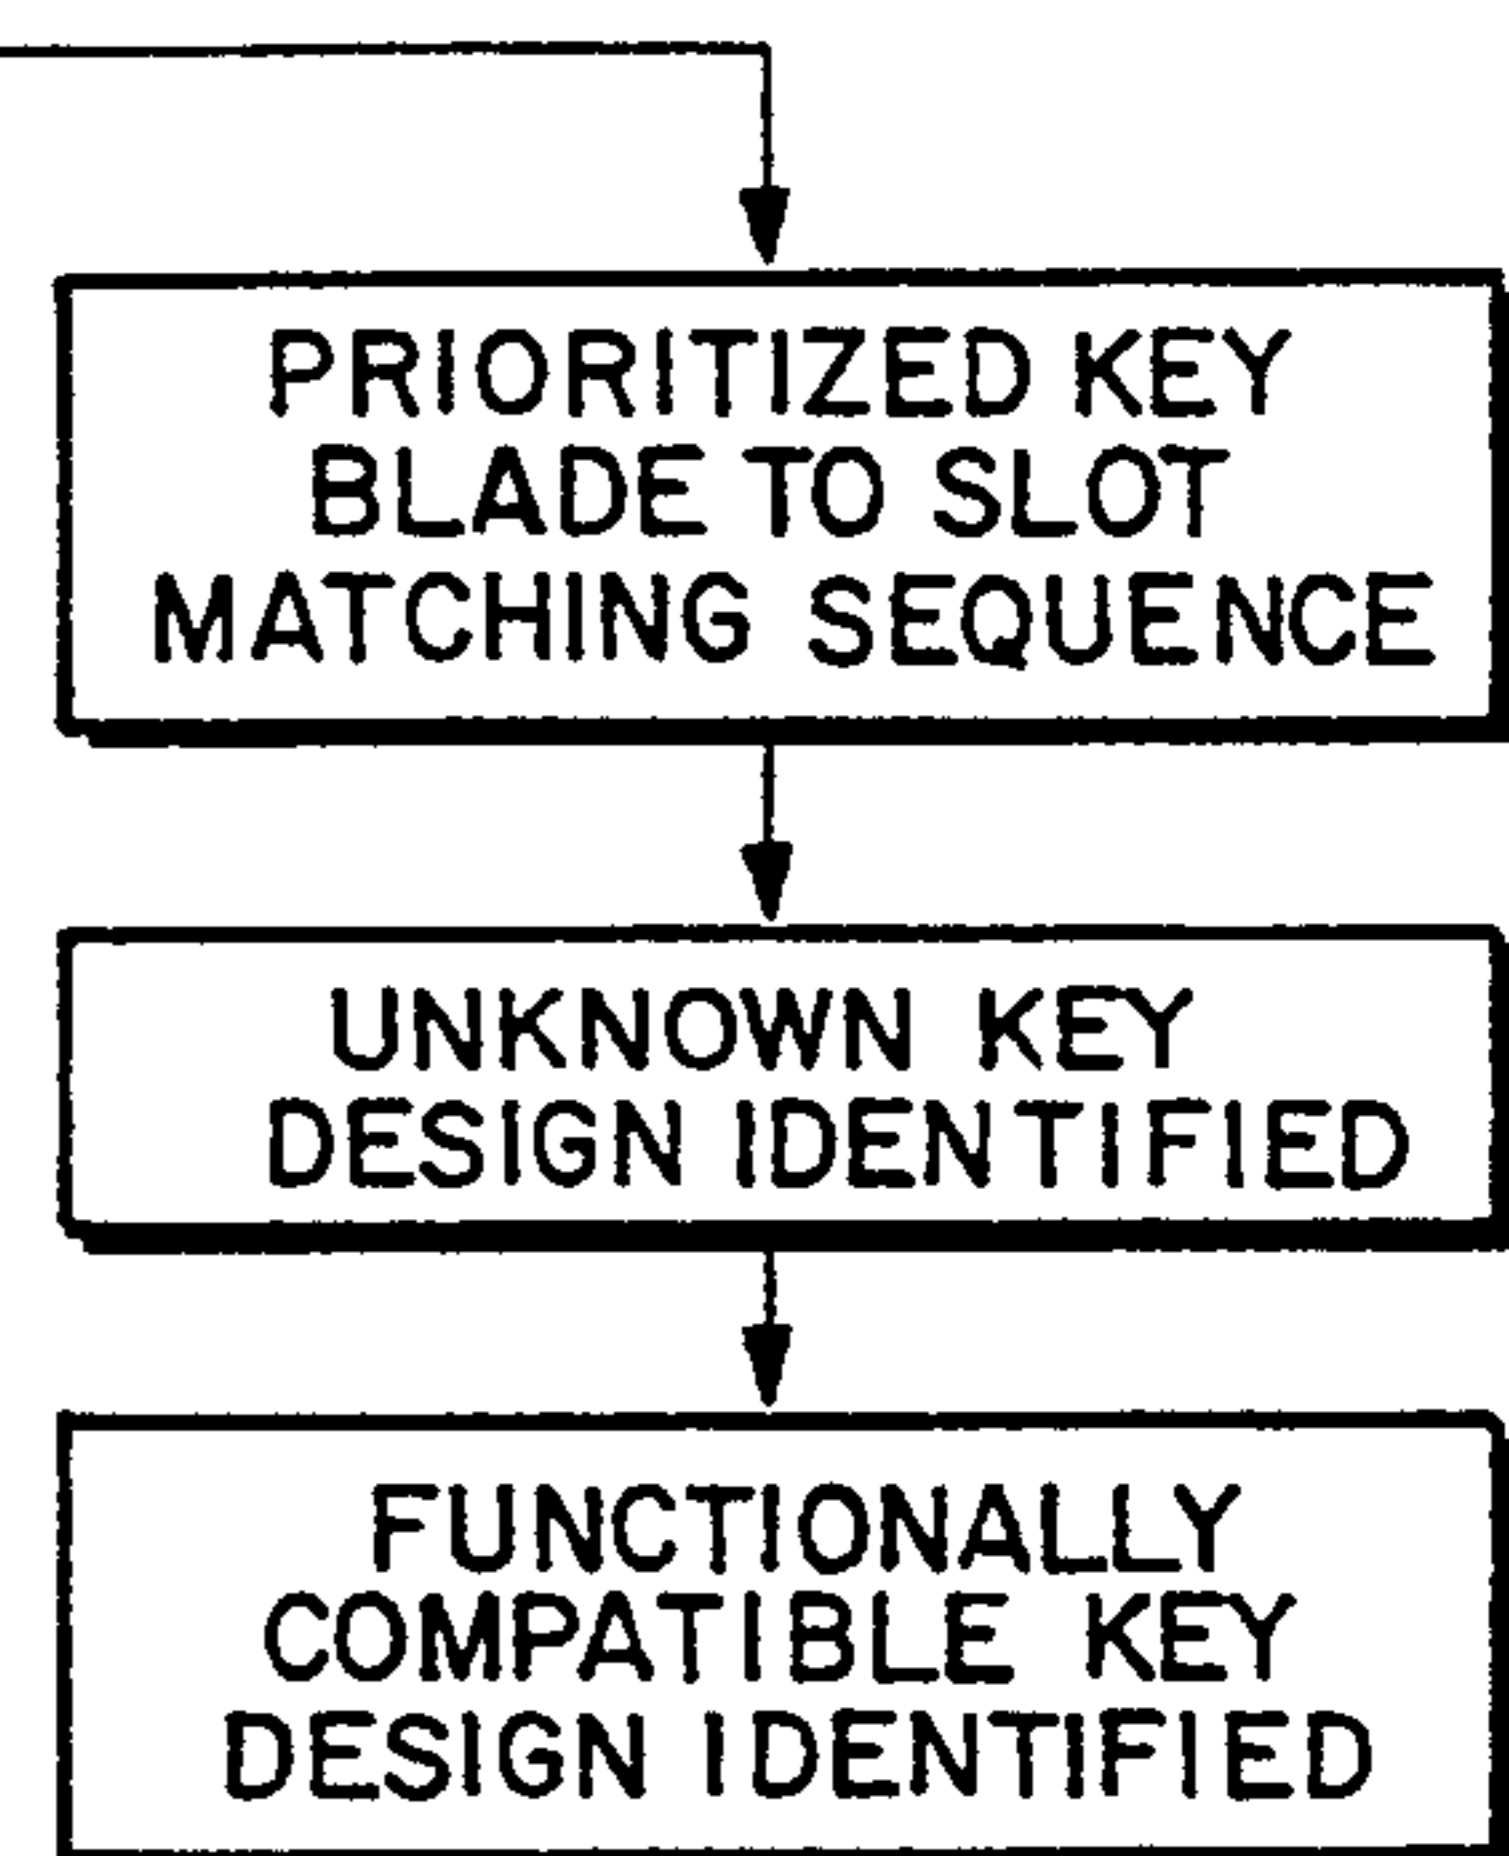 PRIORITIZED KEY
BLADE TO SLOT
MATCHING SEQUENCE
UNKNOWN KEY
DESIGN IDENTIFIED
FUNCTIONALLY
COMPATIBLE KEY
DESIGN IDENTIFIED